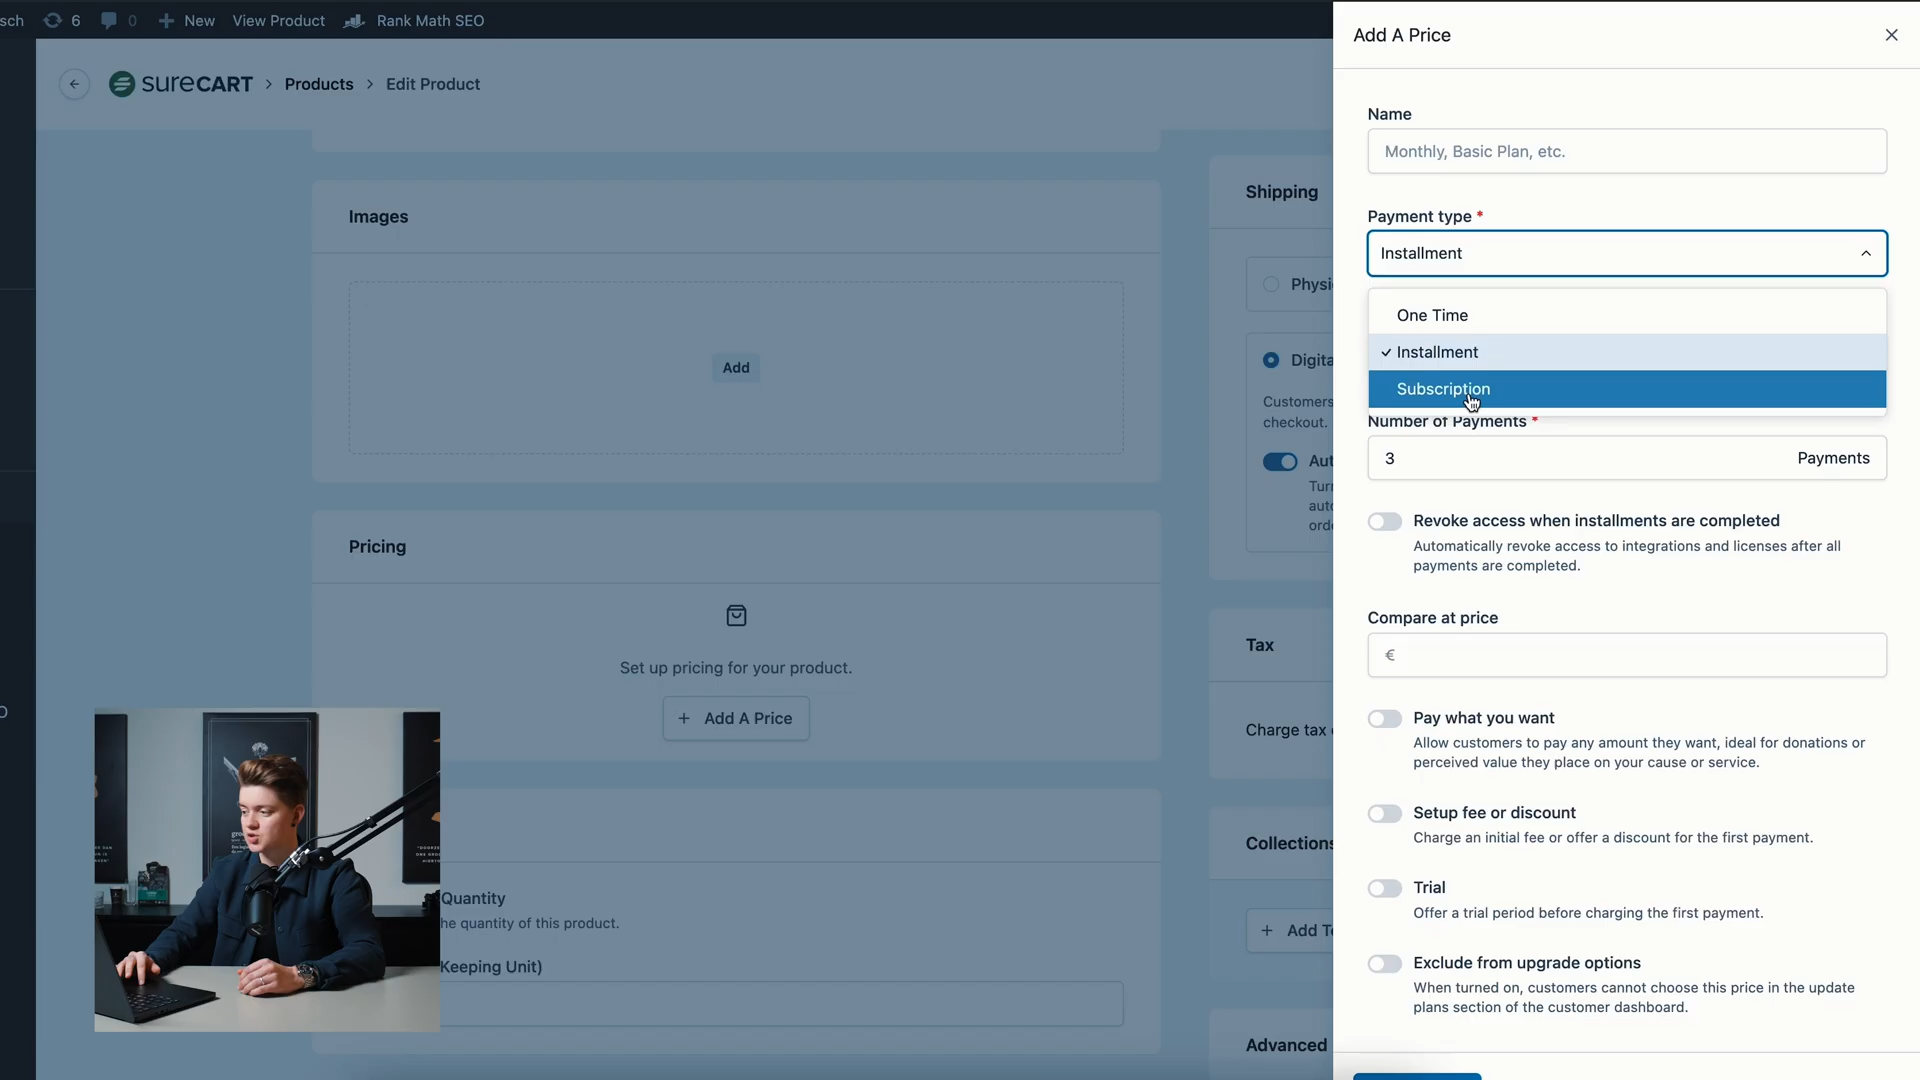 sch
6
0
New
View Product
Rank Math SEO
SURECART
Products
Edit Product
Images
Add
Pricing
Set up pricing for your product.
Add A Price
Quantity
he quantity of this product.
Keeping Unit)
Shipping
Physi
Digita
Customers
checkout.
Aut
Turn
auto
orde
Tax
Charge tax
Collections
Add Te
Advanced
Add A Price
Name
Monthly, Basic Plan, etc.
Payment type *
Installment
One Time
Installment
Subscription
Number of Payments *
3
Payments
Revoke access when installments are completed
Automatically revoke access to integrations and licenses after all
payments are completed.
Compare at price
€
Pay what you want
Allow customers to pay any amount they want, ideal for donations or
perceived value they place on your cause or service.
Setup fee or discount
Charge an initial fee or offer a discount for the first payment.
Trial
Offer a trial period before charging the first payment.
Exclude from upgrade options
When turned on, customers cannot choose this price in the update
plans section of the customer dashboard.